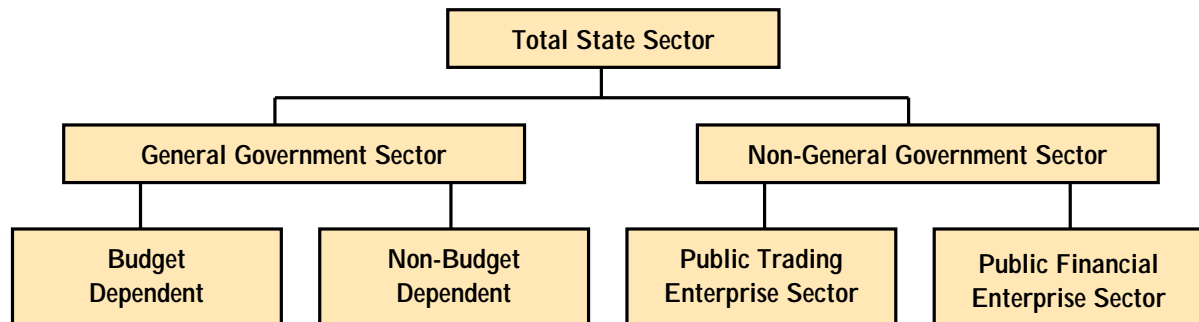 Total State Sector
General Government Sector
Non-General Government Sector
Budget
Dependent
Non-Budget
Dependent
Public Trading
Enterprise Sector
Public Financial
Enterprise Sector